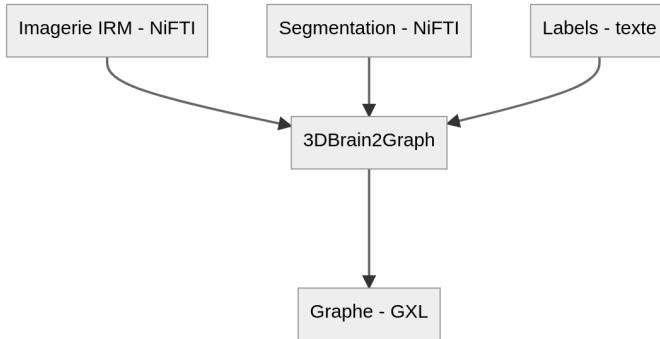 Imagerie IRM - NiFTI
Segmentation - NiFTI
Labels - texte
3DBrain2Graph
Graphe - GXL